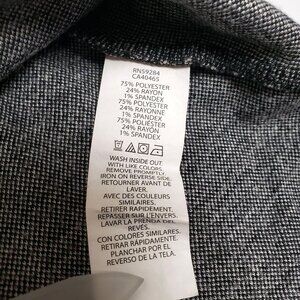 RN59284
CA40465
75% POLYESTER
24% RAYON
1% SPANDEX
75% POLYESTER
24% RAYONNE
1% SPANDEX
75% POLIÉSTER
24% RAYÓN
1% SPANDEX
WASH INSIDE OUT
WITH LIKE COLORS.
REMOVE PROMPTLY.
IRON ON REVERSE SIDE.
RETOURNER AVANT DE
LAVER.
AVEC DES COULEURS
SIMILAIRES.
RETIRER RAPIDEMENT.
REPASSER SUR L'ENVERS.
LAVAR LA PRENDA DEL
REVÉS.
CON COLORES SIMILARES.
RETIRAR RÁPIDAMENTE.
PLANCHAR POR EL
REVERSO DE LA TELA.